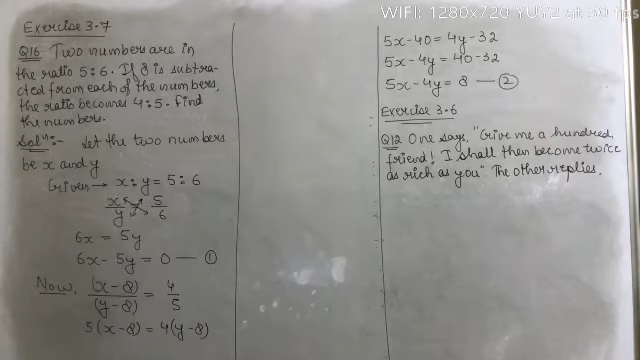 WIFI: 1280x720 YUY2 at 30 fps
Exercise 3.7
Q16 Two numbers are in
the ratio 5:6. If 8 is subtra-
cted from each of the numbers,
the ratio becomes 4:5. find
the numbers.
Solⁿ:- Let the two numbers
be x and y
Given → x:y = 5:6
x/y = 5/6
6x = 5y
6x - 5y = 0 — ①
Now, (x-8)/(y-8) = 4/5
5(x-8) = 4(y-8)
5x-40 = 4y-32
5x-4y = 40-32
5x-4y = 8 — ②
Exercise 3.6
Q12 One says, "Give me a hundred,
friend! I shall then become twice
as rich as you" The other replies,